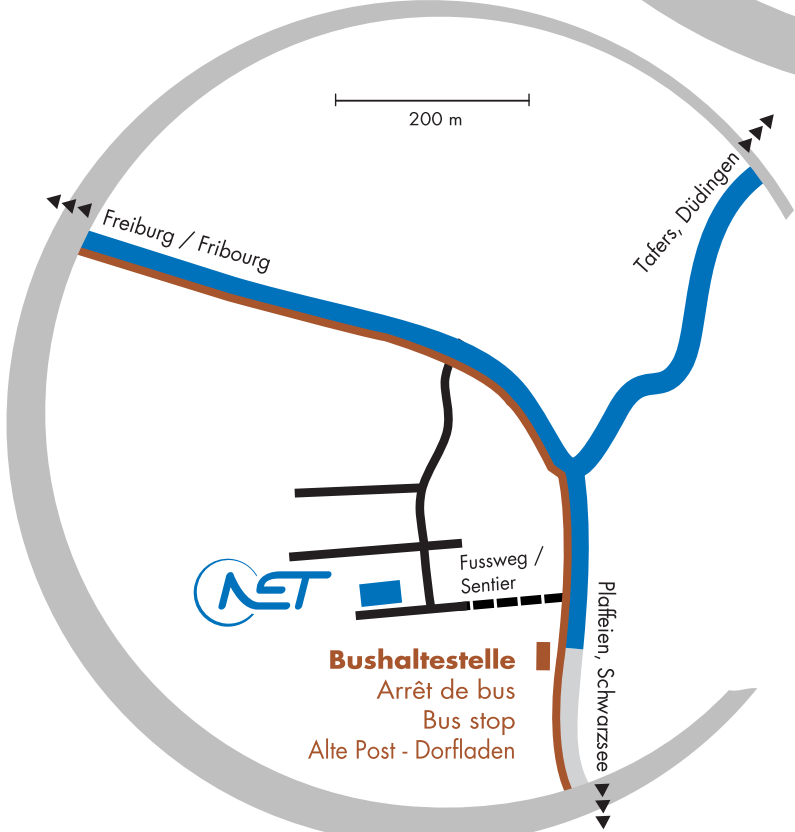 200 m
Tafers, Düdingen
Freiburg / Fribourg
Fussweg /
Sentier
NET
Plaffeien, Schwarzsee
Bushaltestelle
Arrêt de bus
Bus stop
Alte Post - Dorfladen